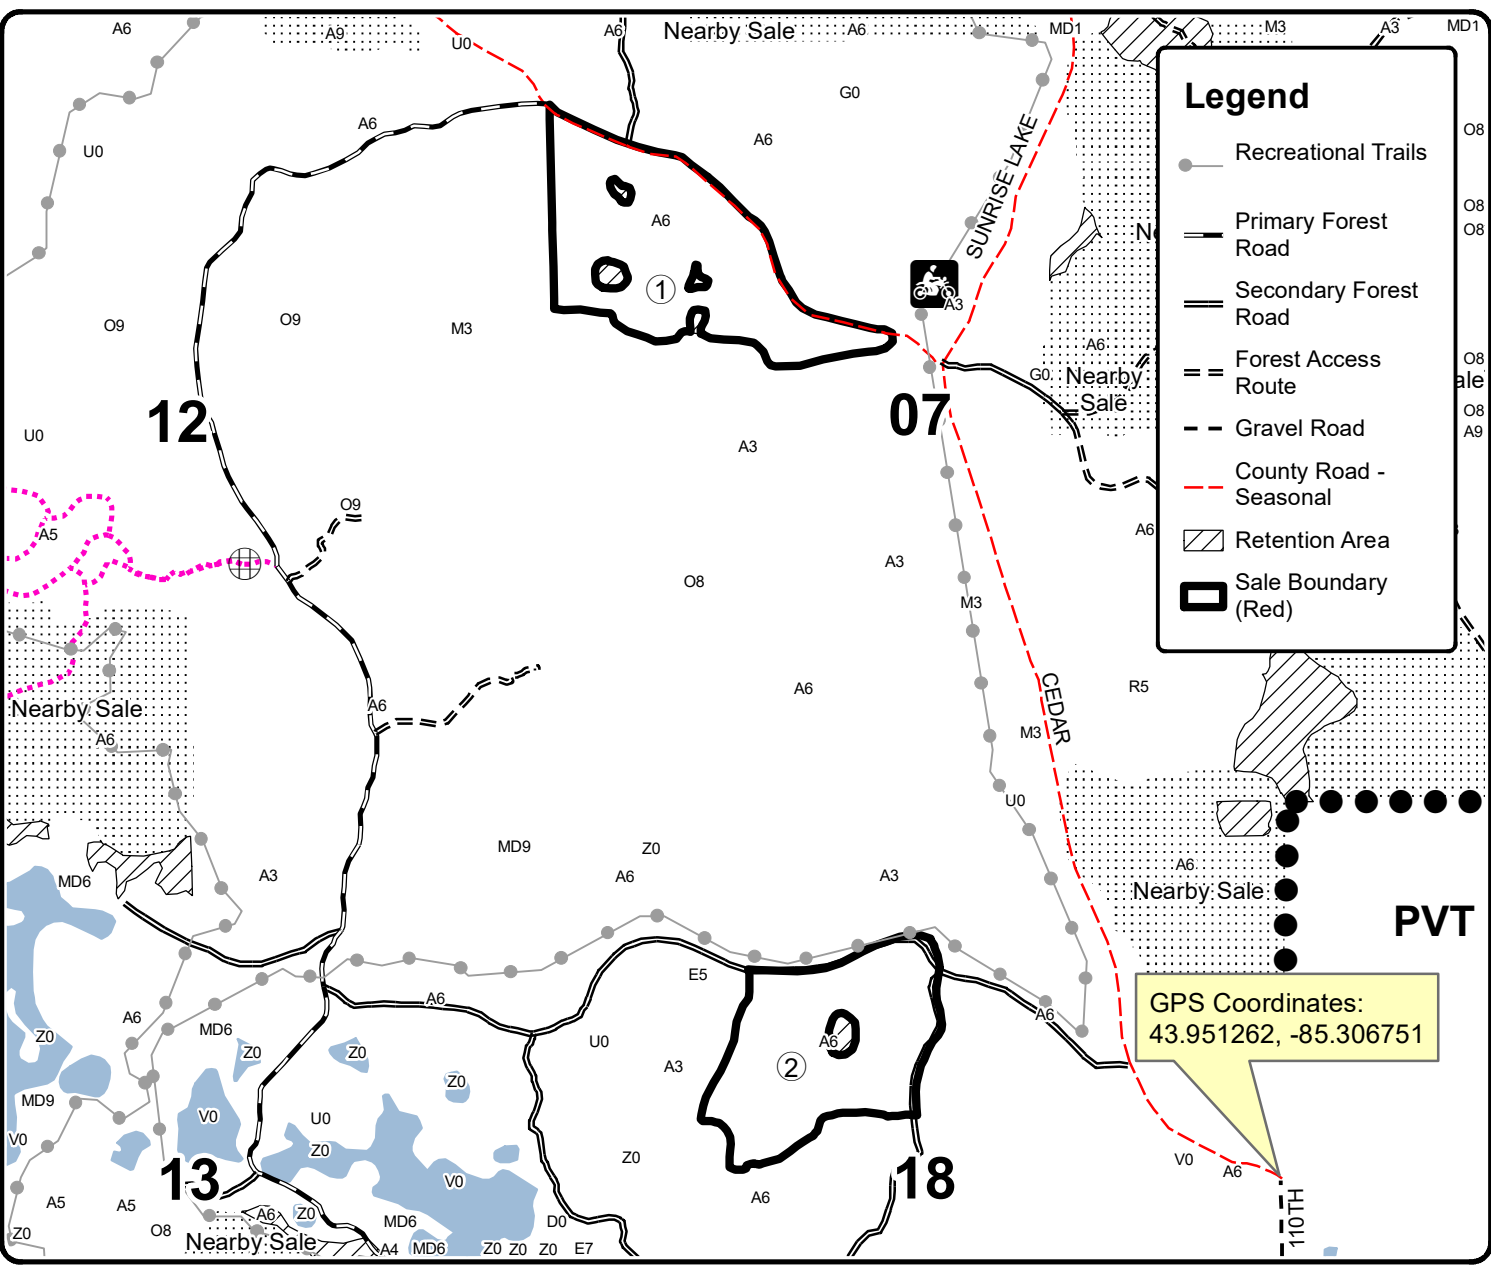 A6
A9
U0
A6
Nearby Sale
A6
MD1
M3
A3
MD1
G0
Legend
A6
A6
U0
SUNRISE LAKE
O8
Recreational Trails
A6
O8
O8
Primary Forest
Road
1
A3
Secondary Forest
Road
O9
O9
M3
A6
O8
G0
Nearby
Sale
Forest Access
Route
ale
O8
A9
12
07
U0
A3
Gravel Road
County Road -
Seasonal
O9
A5
A6
A3
Retention Area
O8
M3
Sale Boundary
(Red)
Nearby Sale
A6
A6
A6
R5
CEDAR
M3
U0
MD9
Z0
A6
A3
A3
MD6
A6
Nearby Sale
PVT
E5
A6
A6
GPS Coordinates:
43.951262, -85.306751
A6
MD6
Z0
Z0
Z0
U0
A6
A3
2
Z0
MD9
V0
U0
V0
Z0
Z0
V0
A6
13
V0
18
A6
A5
A5
A6
Z0
O8
Z0
MD6
D0
110TH
Nearby Sale
A4
MD6
Z0
Z0
Z0
E7